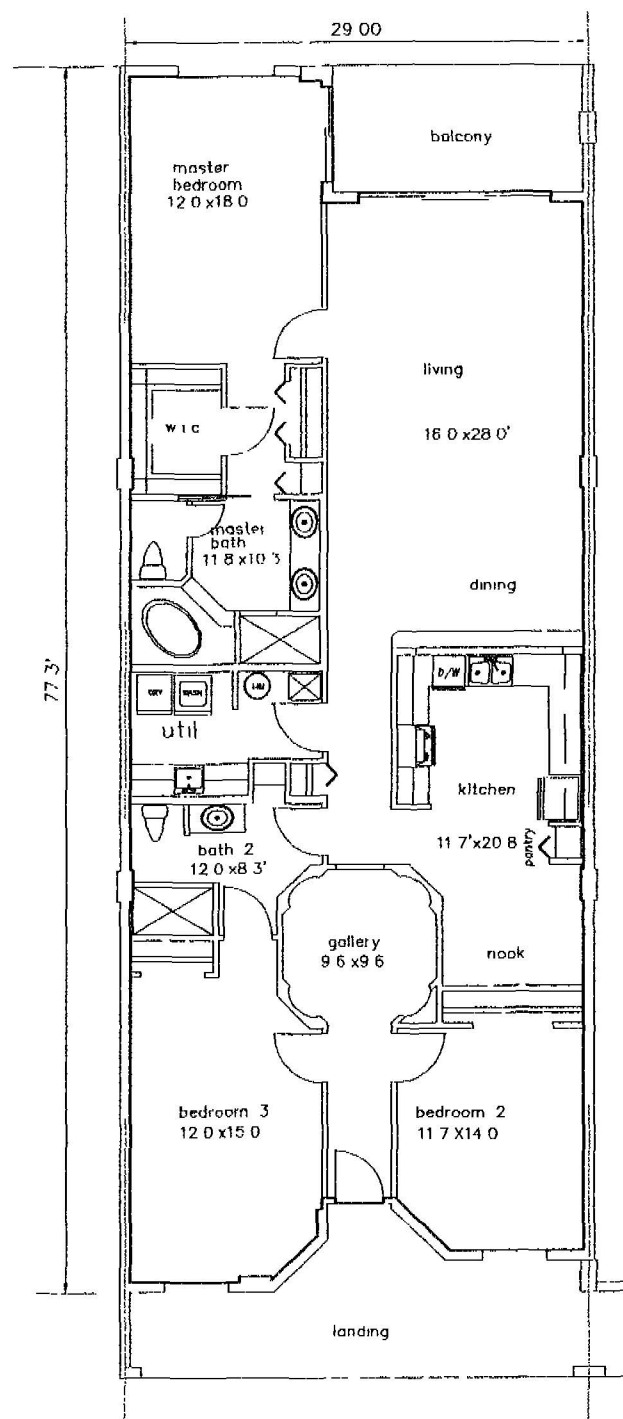 29 00
balcony
master
bedroom
12 0 x18 0
living
16 0 x28 0'
W I C
master
bath
11 8 x10 3
dining
77 3'
D/W
DRY
WASH
HW
util
kitchen
11 7'x20 8
pantry
bath 2
12 0 x8 3'
gallery
9 6 x9 6
nook
bedroom 3
12 0 x15 0
bedroom 2
11 7 X14 0
landing